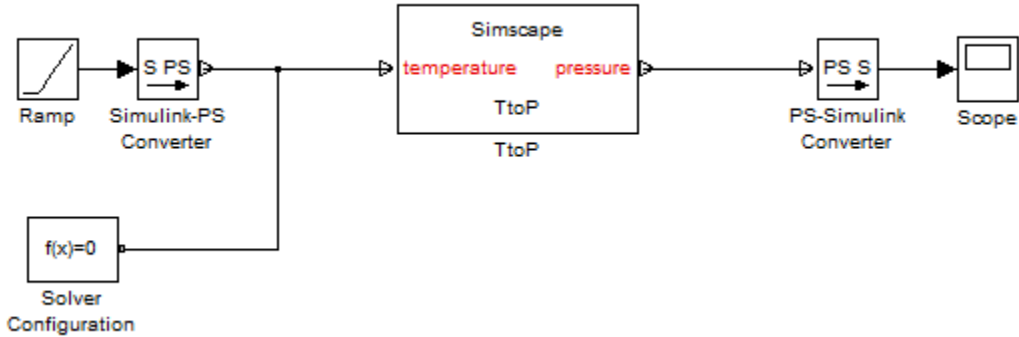 Simscape
S PS
temperature
pressure
PS S
TtoP
Ramp
Simulink-PS
Converter
TtoP
PS-Simulink
Converter
Scope
f(x)=0
Solver
Configuration